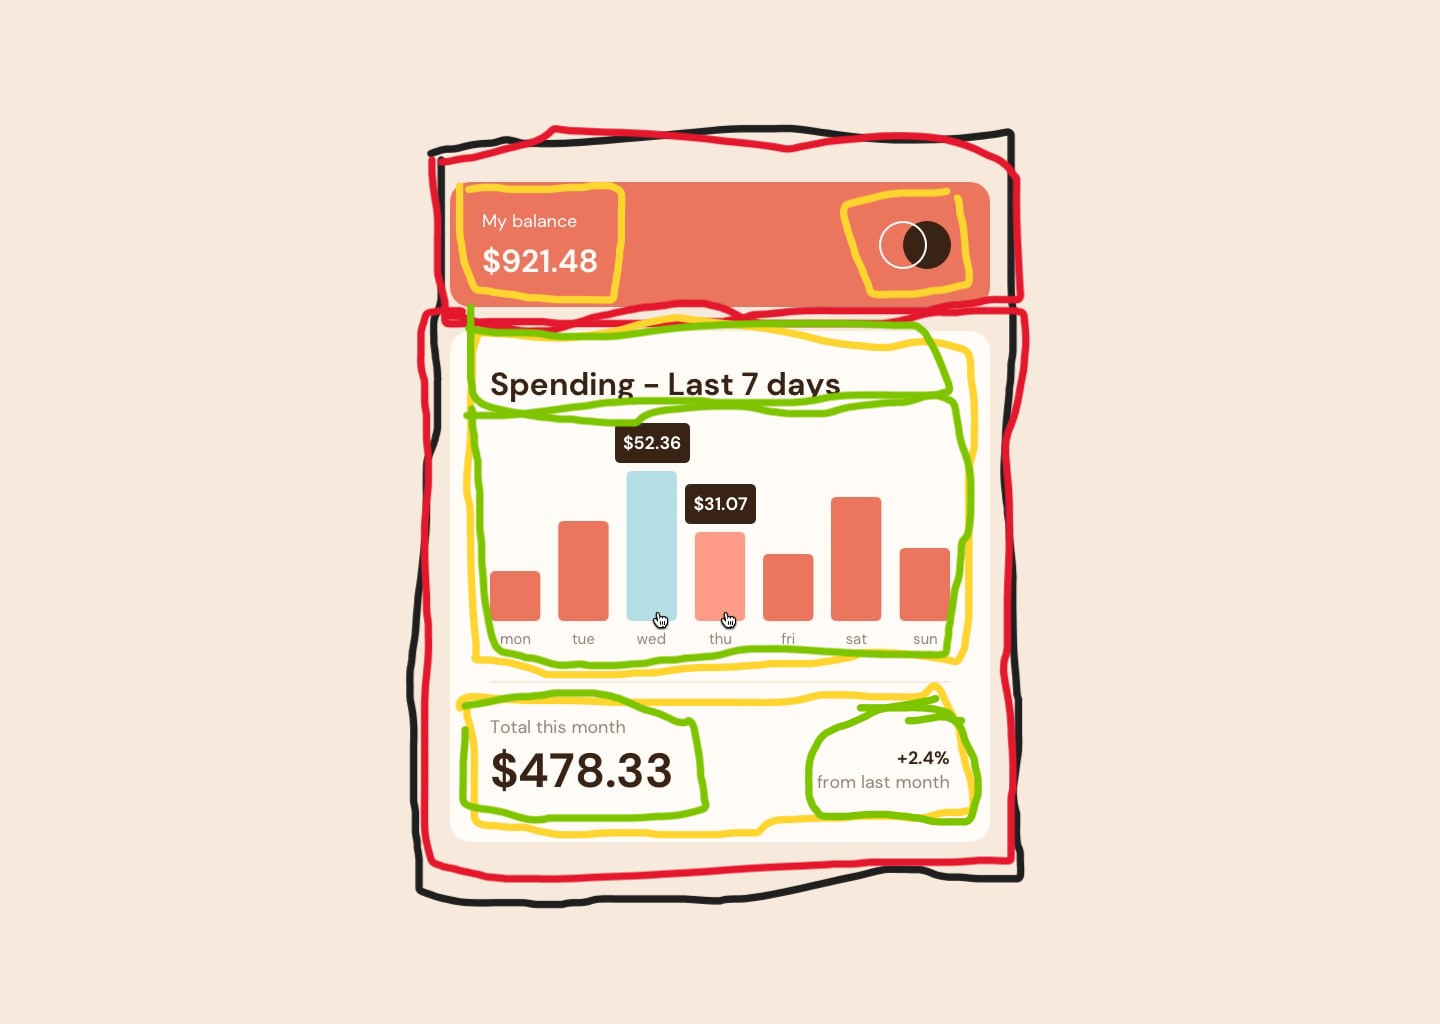 My balance
$921.48
Spending - Last 7 days
$52.36
$31.07
mon tue wed thu fri sat sun
Total this month
$478.33
+2.4%
from last month